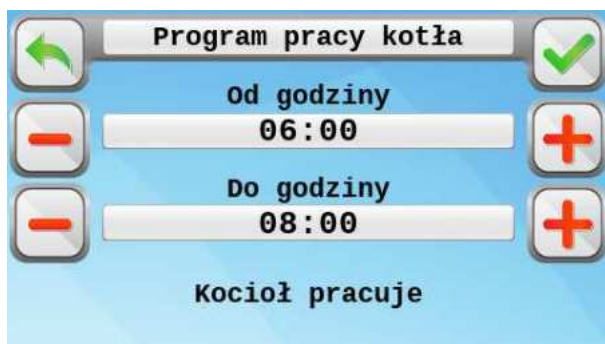 Program pracy kotła
Od godziny
06:00
Do godziny
08:00
Kocioł pracuje